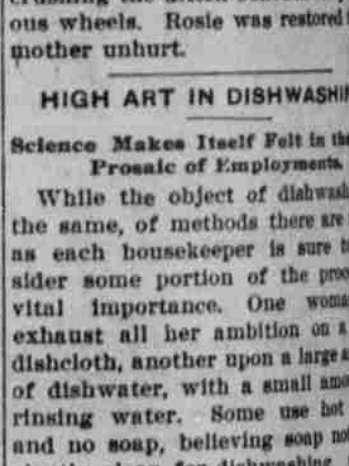 ous wheels. Rosie was restored
mother unhurt.
HIGH ART IN DISHWASHI
Science Makes Itself Felt in the
Prosaic of Employments.
While the object of dishwash
the same, of methods there are
as each housekeeper is sure t
sider some portion of the proc
vital importance. One woma
exhaust all her ambition on a
dishcloth, another upon a large a
of dishwater, with a small amo
rinsing water. Some use hot
and no soap, believing soap not